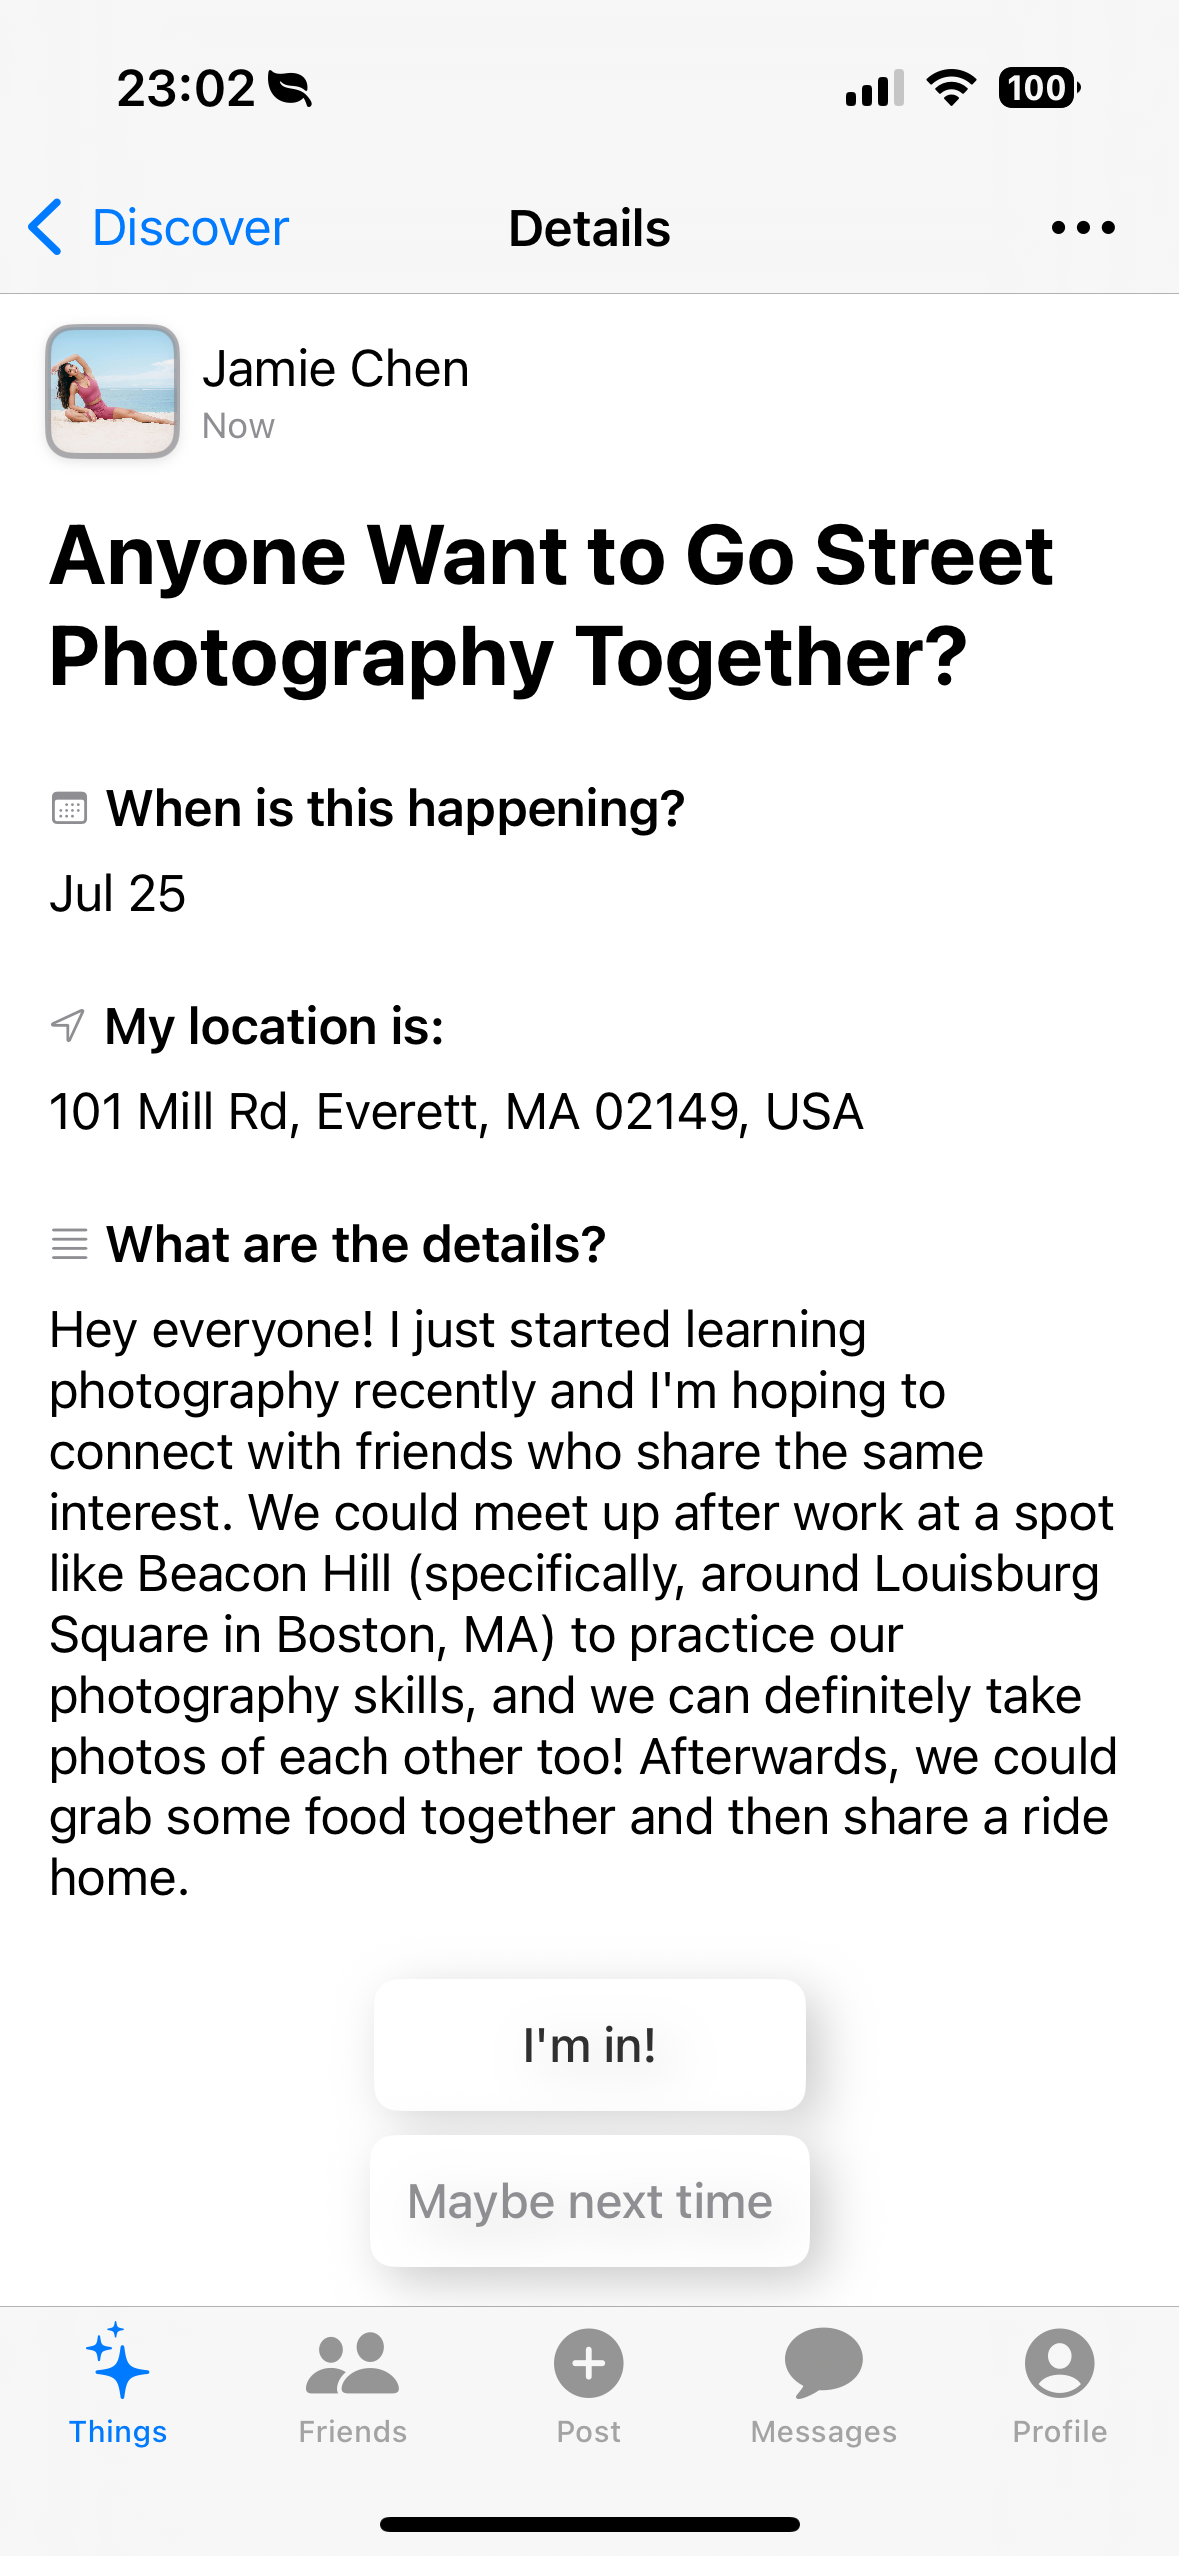 23:02
100
Discover
Details
Jamie Chen
Now
Anyone Want to Go Street
Photography Together?
When is this happening?
Jul 25
My location is:
101 Mill Rd, Everett, MA 02149, USA
What are the details?
Hey everyone! I just started learning
photography recently and I'm hoping to
connect with friends who share the same
interest. We could meet up after work at a spot
like Beacon Hill (specifically, around Louisburg
Square in Boston, MA) to practice our
photography skills, and we can definitely take
photos of each other too! Afterwards, we could
grab some food together and then share a ride
home.
I'm in!
Maybe next time
Things
Friends
Post
Messages
Profile